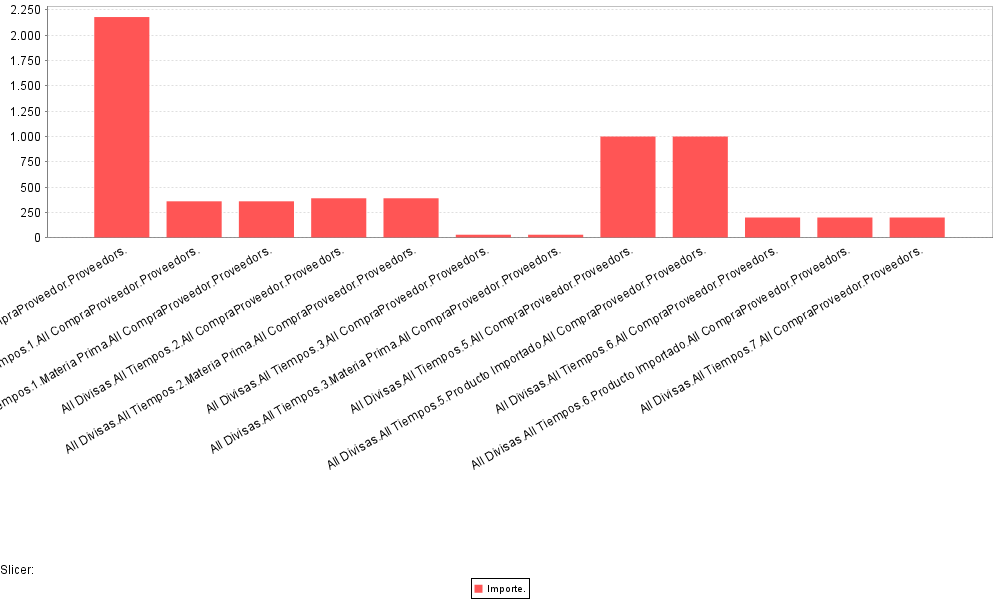 2.250
2.000
1.750
1.500
1.250
1.000
750
500
250
0
praProveedor.Proveedors.
mpos.1.All CompraProveedor.Proveedors.
empos.1.Materia Prima.All CompraProveedor.Proveedors.
All Divisas.All Tiempos.2.All CompraProveedor.Proveedors.
All Divisas.All Tiempos.2.Materia Prima.All CompraProveedor.Proveedors.
All Divisas.All Tiempos.3.All CompraProveedor.Proveedors.
All Divisas.All Tiempos.3.Materia Prima.All CompraProveedor.Proveedors.
All Divisas.All Tiempos.5.All CompraProveedor.Proveedors.
All Divisas.All Tiempos.5.Producto Importado.All CompraProveedor.Proveedors.
All Divisas.All Tiempos.6.All CompraProveedor.Proveedors.
All Divisas.All Tiempos.6.Producto Importado.All CompraProveedor.Proveedors.
All Divisas.All Tiempos.7.All CompraProveedor.Proveedors.
Slicer:
Importe.